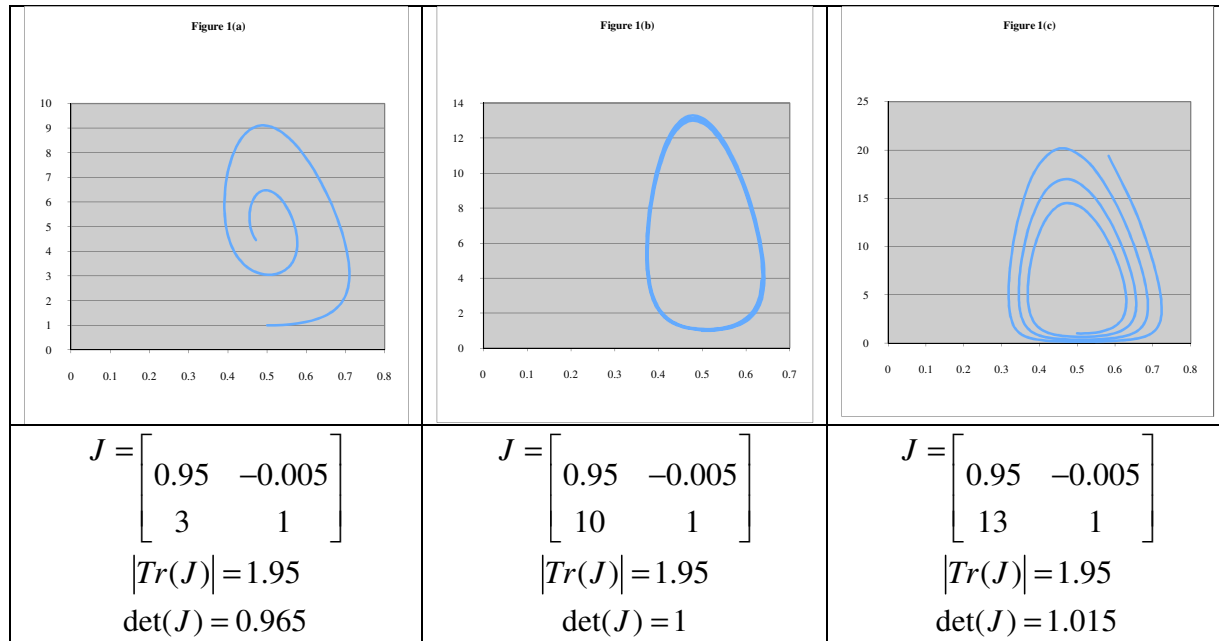 Figure 1(a)
10
9
8
7
6
5
4
3
2
1
0
0 0.1 0.2 0.3 0.4 0.5 0.6 0.7 0.8
J = [ 0.95 −0.005
3 1 ]
|Tr(J)| = 1.95
det(J) = 0.965
Figure 1(b)
14
12
10
8
6
4
2
0
0 0.1 0.2 0.3 0.4 0.5 0.6 0.7
J = [ 0.95 −0.005
10 1 ]
|Tr(J)| = 1.95
det(J) = 1
Figure 1(c)
25
20
15
10
5
0
0 0.1 0.2 0.3 0.4 0.5 0.6 0.7 0.8
J = [ 0.95 −0.005
13 1 ]
|Tr(J)| = 1.95
det(J) = 1.015